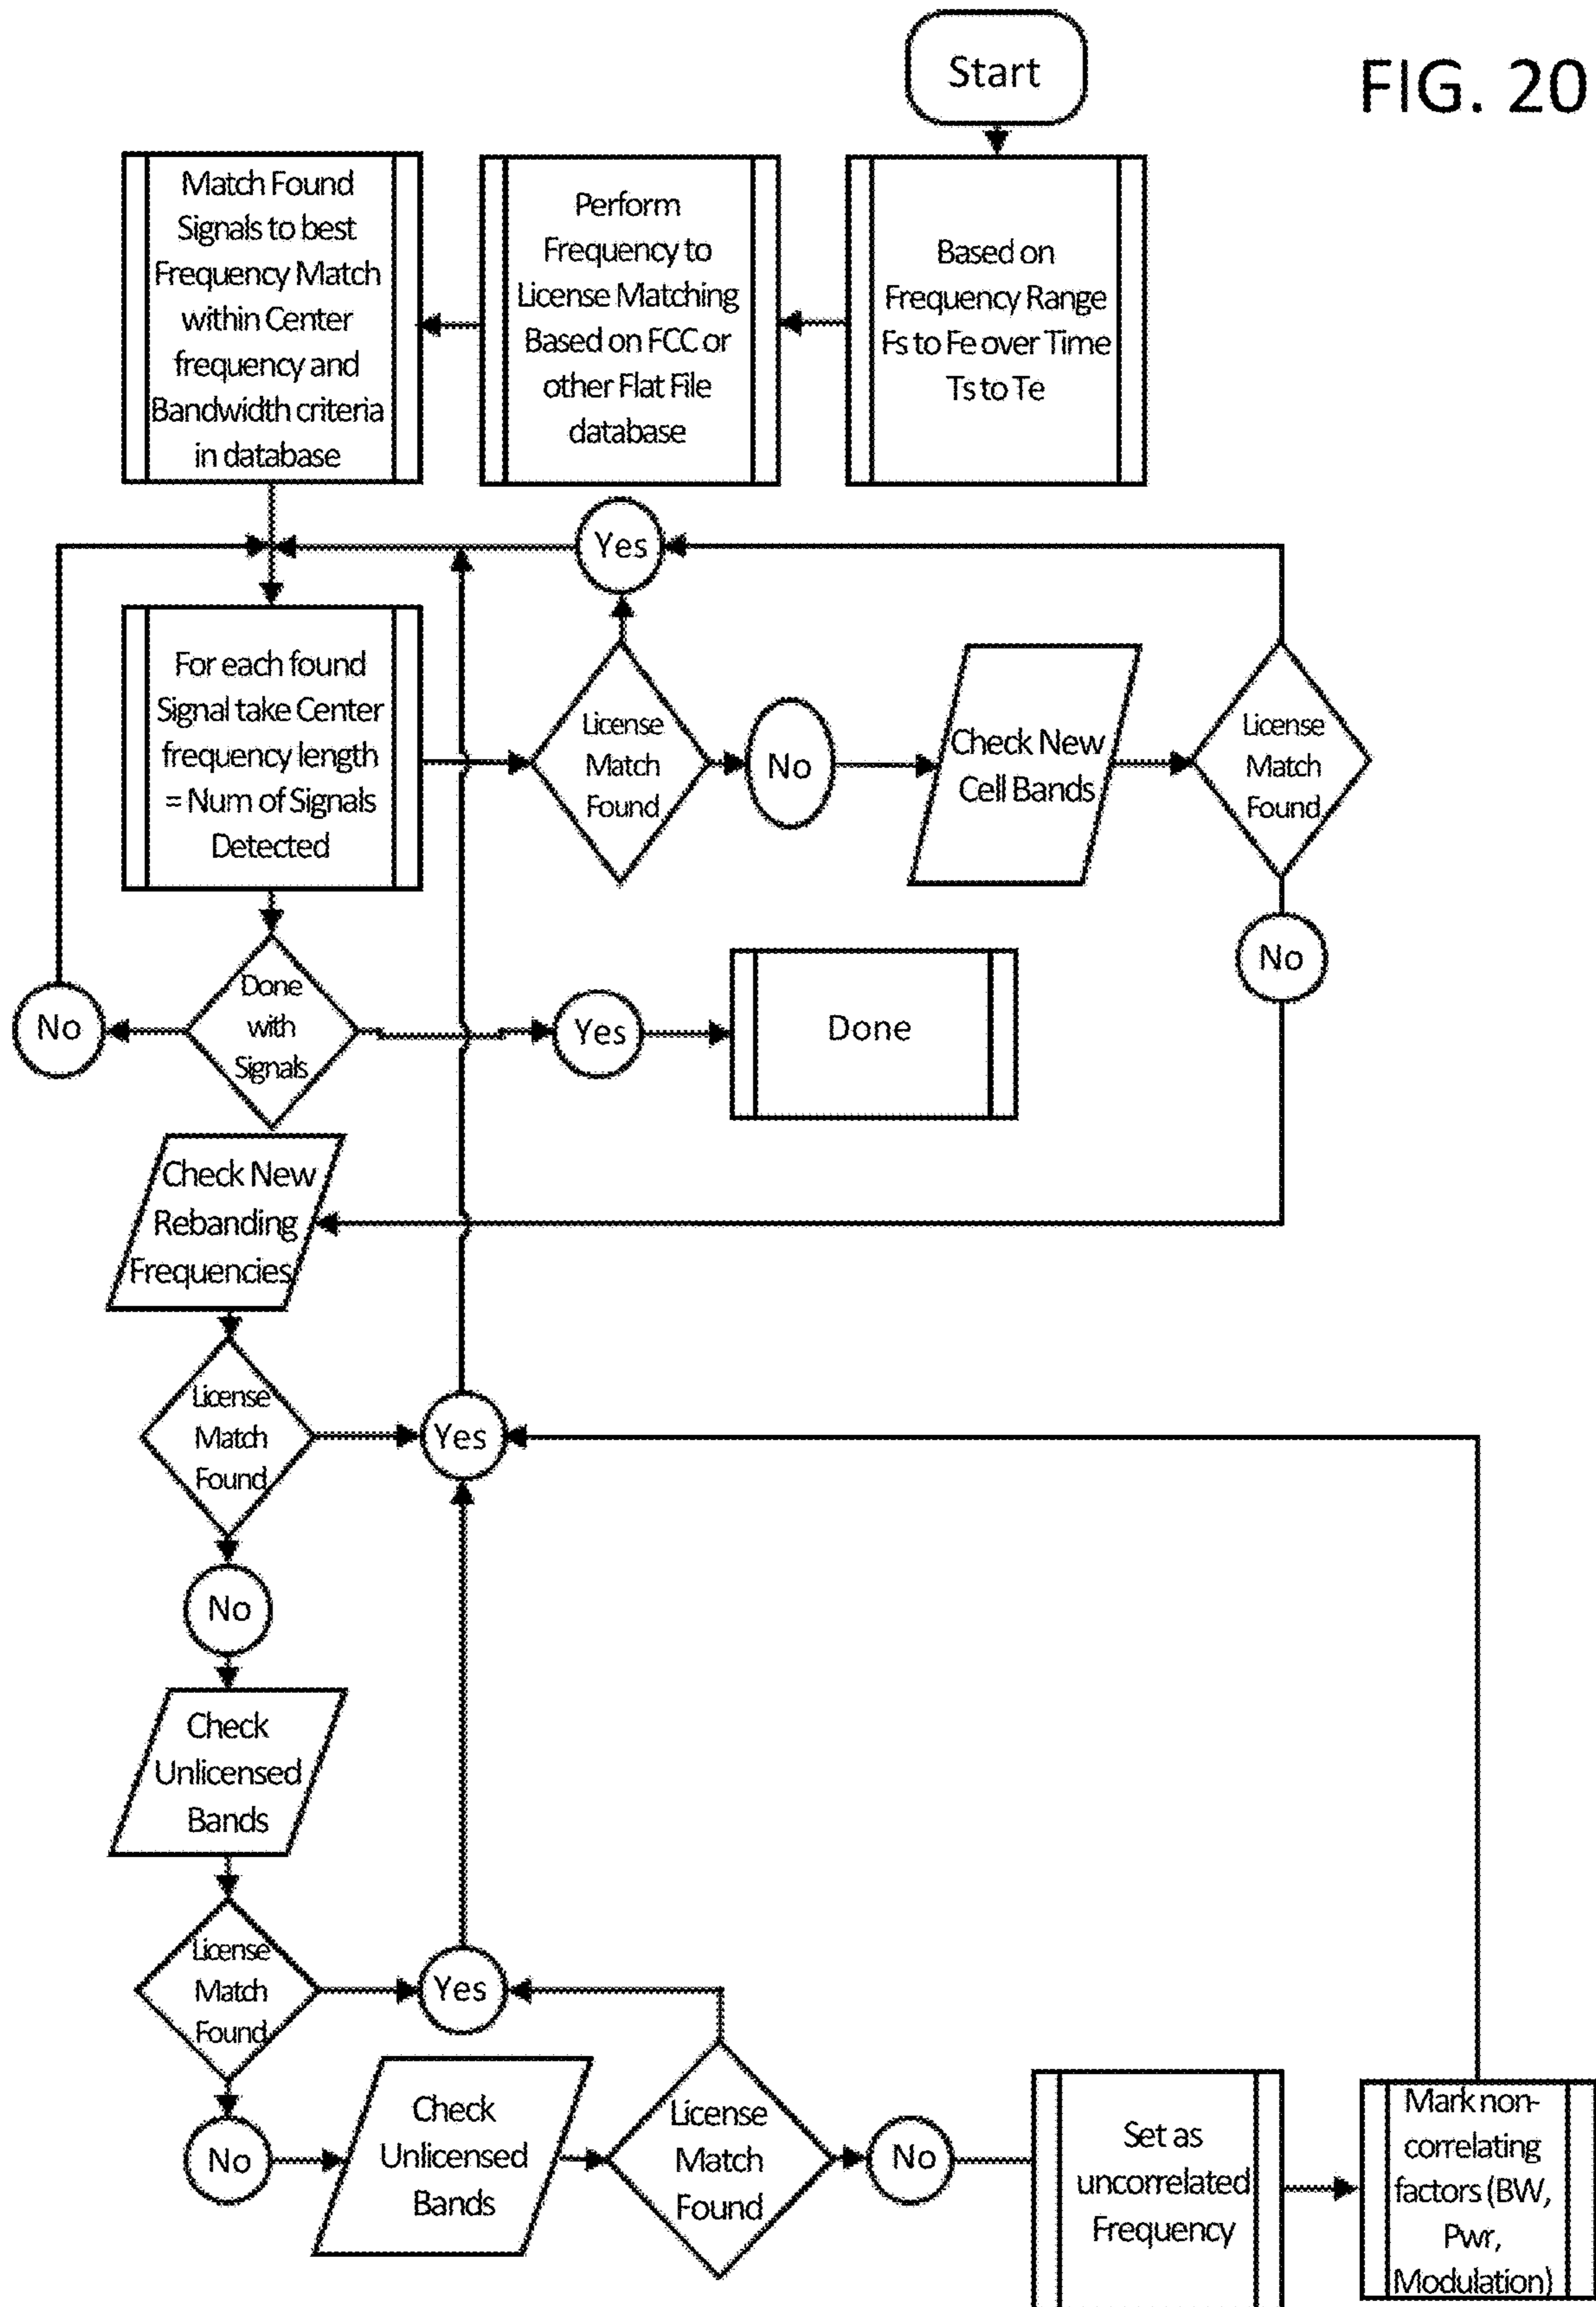 Start
FIG. 20
Match Found
Signals to best
Frequency Match
within Center
frequency and
Bandwidth criteria
in database
Perform
Frequency to
License Matching
Based on FCC or
other Flat File
database
Based on
Frequency Range
Fs to Fe over Time
Ts to Te
Yes
For each found
Signal take Center
frequency length
= Num of Signals
Detected
License
Match
Found
No
Check New
Cell Bands
License
Match
Found
No
No
Done
with
Signals
Yes
Done
Check New
Rebanding
Frequencies
License
Match
Found
Yes
No
Check
Unlicensed
Bands
License
Match
Found
Yes
No
Check
Unlicensed
Bands
License
Match
Found
No
Set as
uncorrelated
Frequency
Mark non-
correlating
factors (BW,
Pwr,
Modulation)